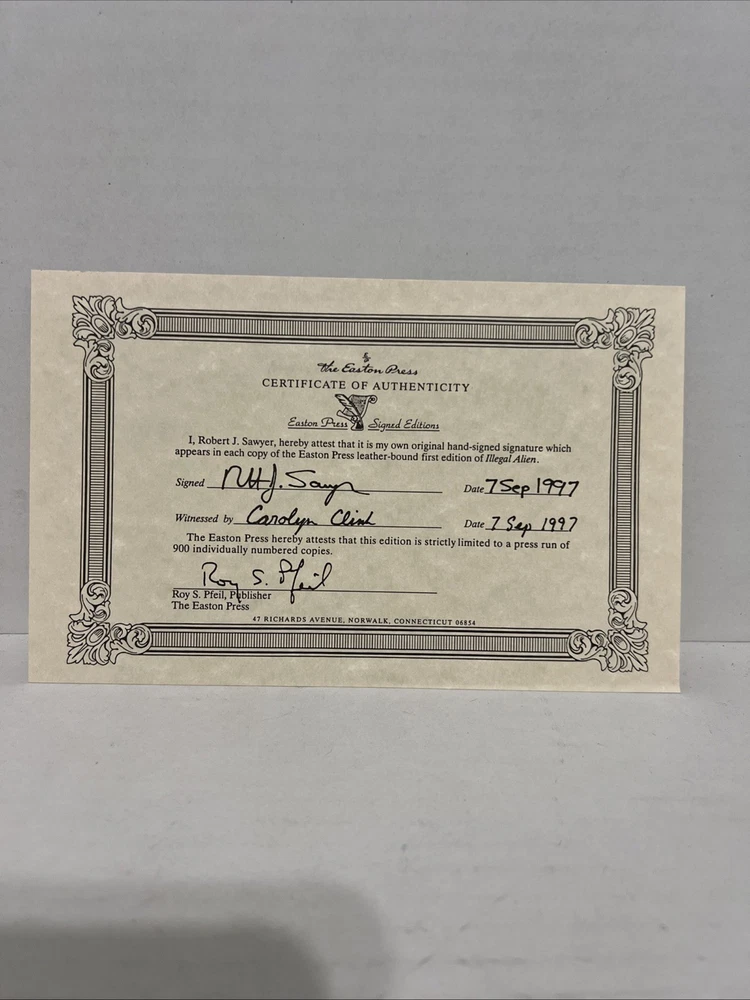 The Easton Press
CERTIFICATE OF AUTHENTICITY
Easton Press Signed Editions
I, Robert J. Sawyer, hereby attest that it is my own original hand-signed signature which
appears in each copy of the Easton Press leather-bound first edition of Illegal Alien.
Signed Robt J. Sawyer Date 7 Sep 1997
Witnessed by Carolyn Clink Date 7 Sep 1997
The Easton Press hereby attests that this edition is strictly limited to a press run of
900 individually numbered copies.
Roy S. Pfeil
Roy S. Pfeil, Publisher
The Easton Press
47 RICHARDS AVENUE, NORWALK, CONNECTICUT 06854